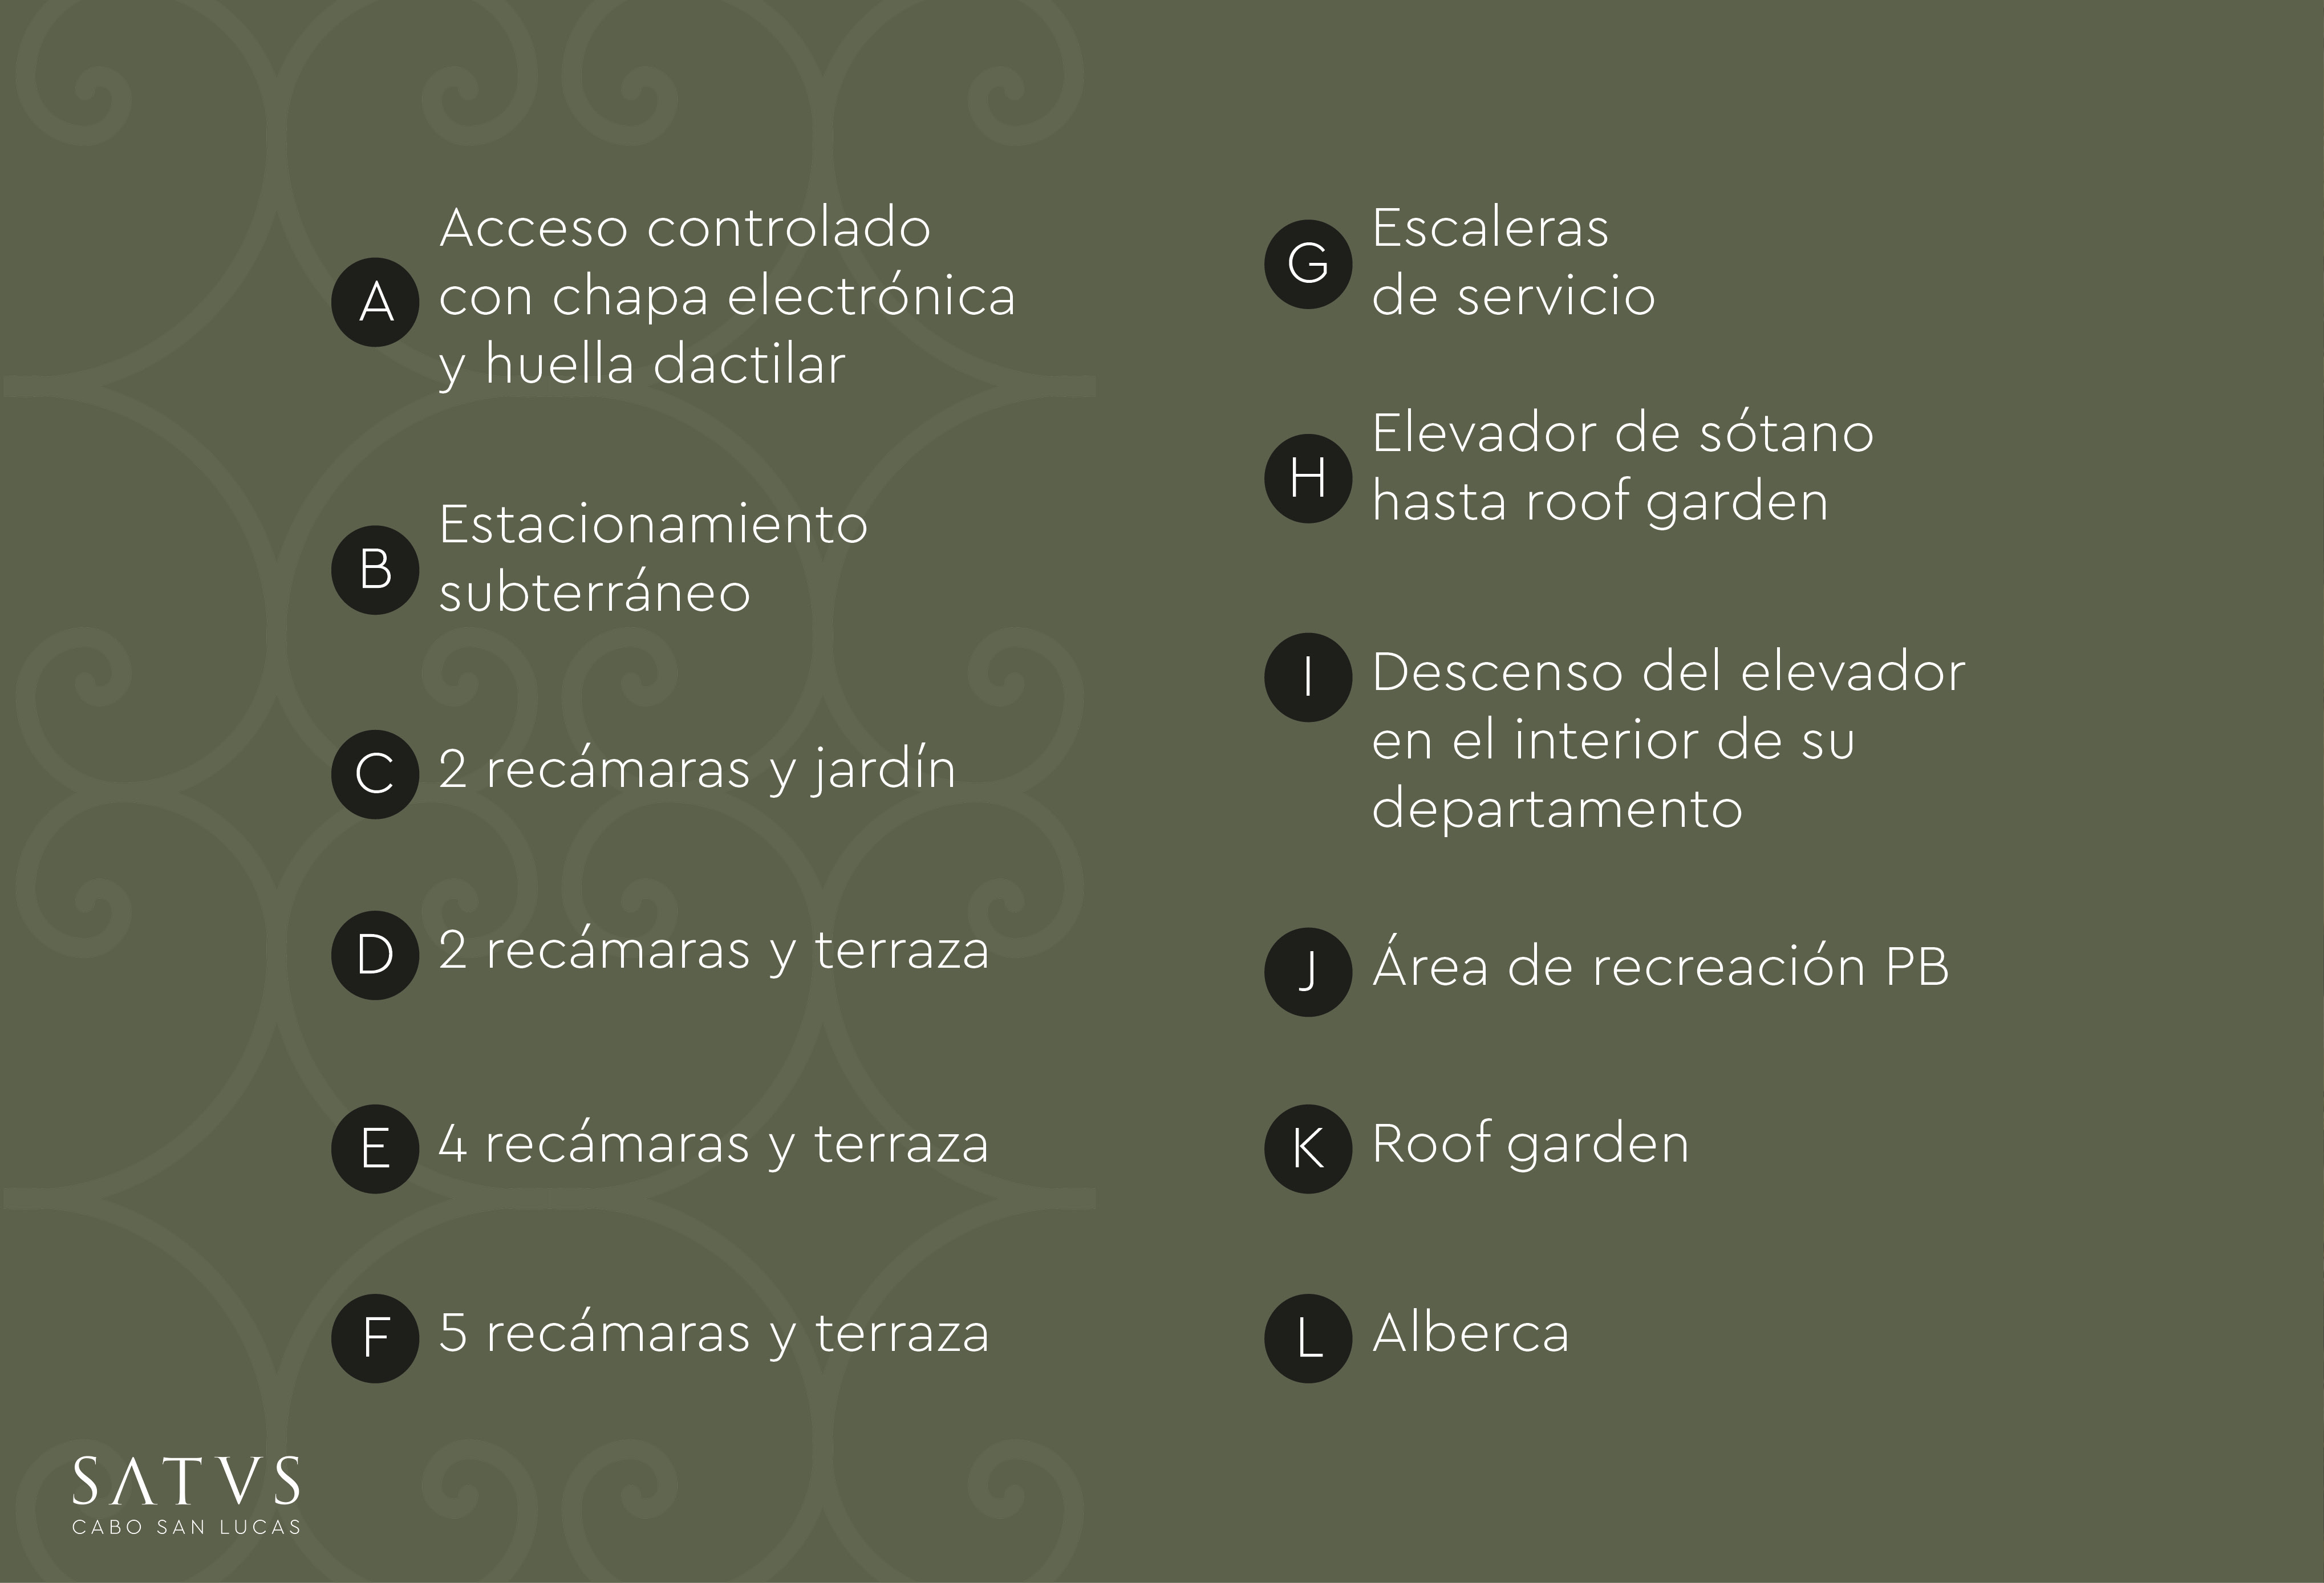 A
Acceso controlado
con chapa electrónica
y huella dactilar
B
Estacionamiento
subterráneo
C
2 recámaras y jardín
D
2 recámaras y terraza
E
4 recámaras y terraza
F
5 recámaras y terraza
G
Escaleras
de servicio
H
Elevador de sótano
hasta roof garden
I
Descenso del elevador
en el interior de su
departamento
J
Área de recreación PB
K
Roof garden
L
Alberca
SATVS
CABO SAN LUCAS